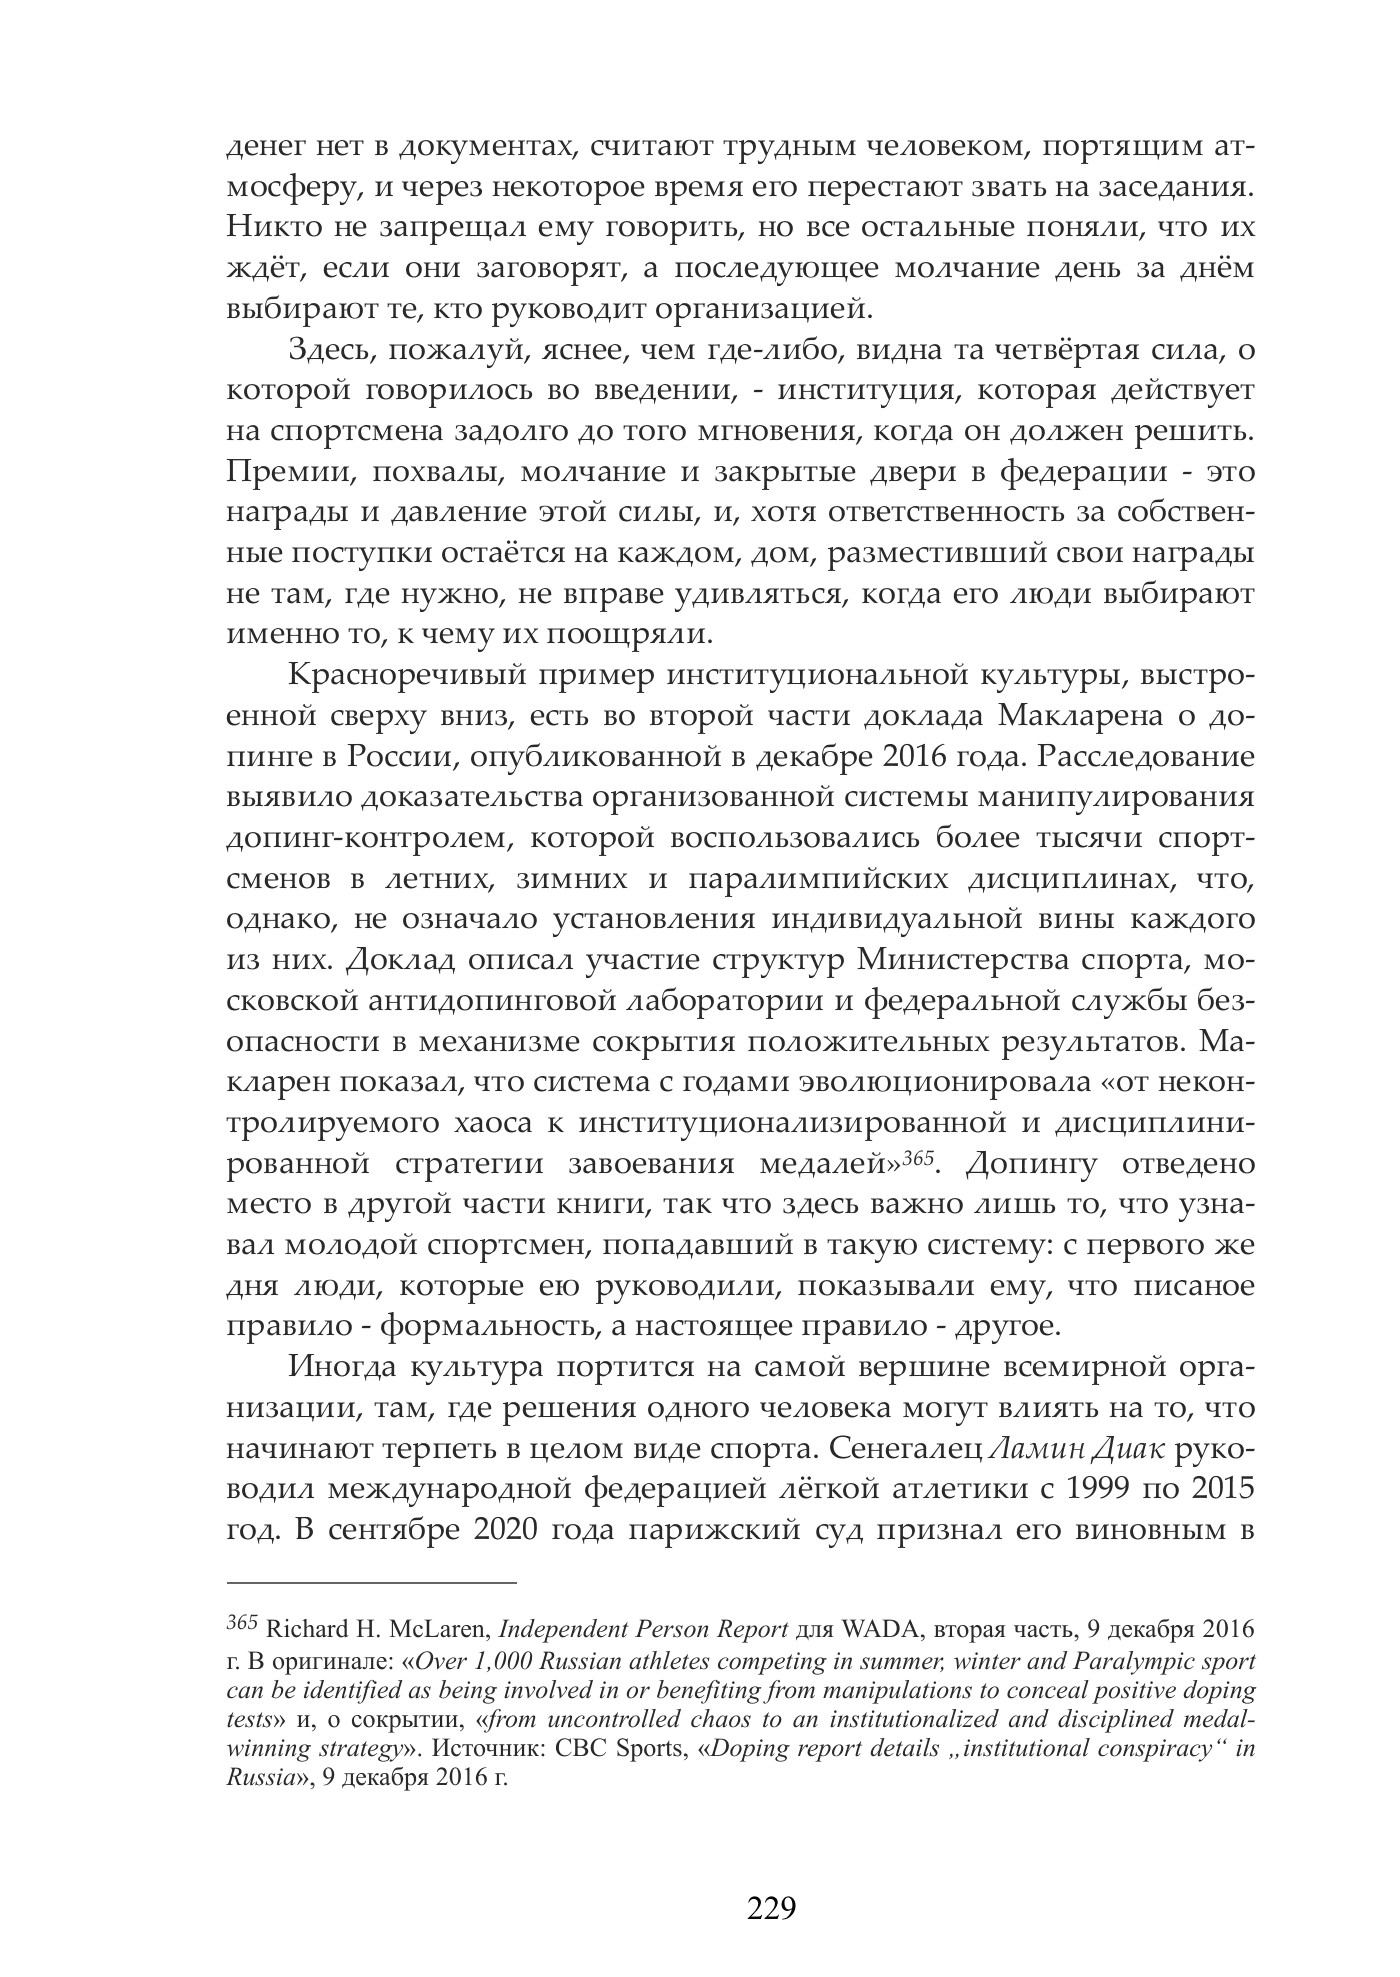 денег нет в документах, считают трудным человеком, портящим ат-
мосферу, и через некоторое время его перестают звать на заседания.
Никто не запрещал ему говорить, но все остальные поняли, что их
ждёт, если они заговорят, а последующее молчание день за днём
выбирают те, кто руководит организацией.
Здесь, пожалуй, яснее, чем где-либо, видна та четвёртая сила, о
которой говорилось во введении, - институция, которая действует
на спортсмена задолго до того мгновения, когда он должен решить.
Премии, похвалы, молчание и закрытые двери в федерации - это
награды и давление этой силы, и, хотя ответственность за собствен-
ные поступки остаётся на каждом, дом, разместивший свои награды
не там, где нужно, не вправе удивляться, когда его люди выбирают
именно то, к чему их поощряли.
Красноречивый пример институциональной культуры, выстро-
енной сверху вниз, есть во второй части доклада Макларена о до-
пинге в России, опубликованной в декабре 2016 года. Расследование
выявило доказательства организованной системы манипулирования
допинг-контролем, которой воспользовались более тысячи спорт-
сменов в летних, зимних и паралимпийских дисциплинах, что,
однако, не означало установления индивидуальной вины каждого
из них. Доклад описал участие структур Министерства спорта, мо-
сковской антидопинговой лаборатории и федеральной службы без-
опасности в механизме сокрытия положительных результатов. Ма-
кларен показал, что система с годами эволюционировала «от некон-
тролируемого хаоса к институционализированной и дисциплини-
рованной стратегии завоевания медалей»365. Допингу отведено
место в другой части книги, так что здесь важно лишь то, что узна-
вал молодой спортсмен, попадавший в такую систему: с первого же
дня люди, которые ею руководили, показывали ему, что писаное
правило - формальность, а настоящее правило - другое.
Иногда культура портится на самой вершине всемирной орга-
низации, там, где решения одного человека могут влиять на то, что
начинают терпеть в целом виде спорта. Сенегалец Ламин Диак руко-
водил международной федерацией лёгкой атлетики с 1999 по 2015
год. В сентябре 2020 года парижский суд признал его виновным в
365 Richard H. McLaren, Independent Person Report для WADA, вторая часть, 9 декабря 2016
г. В оригинале: «Over 1,000 Russian athletes competing in summer, winter and Paralympic sport
can be identified as being involved in or benefiting from manipulations to conceal positive doping
tests» и, о сокрытии, «from uncontrolled chaos to an institutionalized and disciplined medal-
winning strategy». Источник: CBC Sports, «Doping report details „institutional conspiracy“ in
Russia», 9 декабря 2016 г.
229